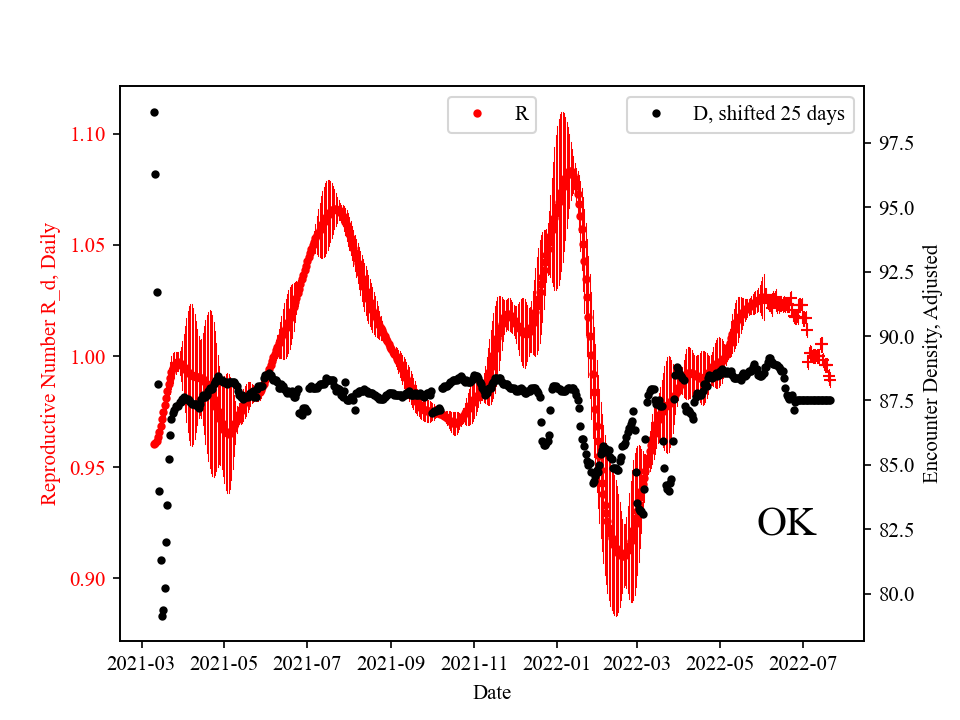 R
D, shifted 25 days
1.10
1.05
1.00
0.95
0.90
Reproductive Number R_d, Daily
97.5
95.0
92.5
90.0
87.5
85.0
82.5
80.0
Encounter Density, Adjusted
OK
2021-03 2021-05 2021-07 2021-09 2021-11 2022-01 2022-03 2022-05 2022-07
Date